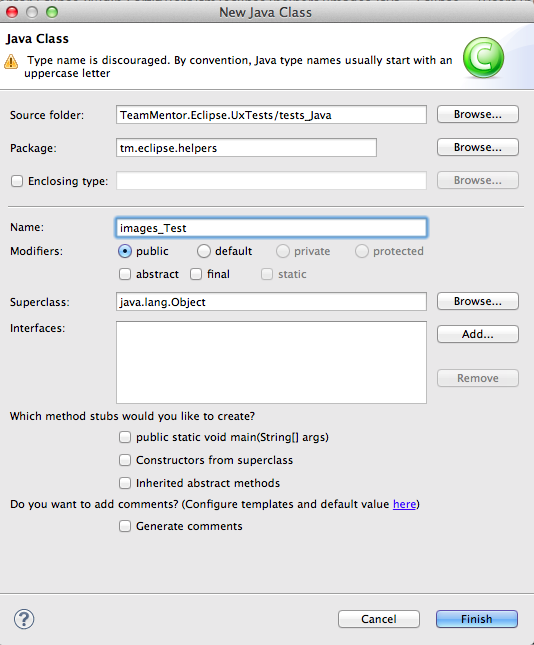 New Java Class
Java Class
Type name is discouraged. By convention, Java type names usually start with an
uppercase letter
Source folder: TeamMentor.Eclipse.UxTests/tests_Java Browse...
Package: tm.eclipse.helpers Browse...
Enclosing type: Browse...
Name: images_Test
Modifiers: public default private protected
abstract final static
Superclass: java.lang.Object Browse...
Interfaces: Add...
Remove
Which method stubs would you like to create?
public static void main(String[] args)
Constructors from superclass
Inherited abstract methods
Do you want to add comments? (Configure templates and default value here)
Generate comments
? Cancel Finish